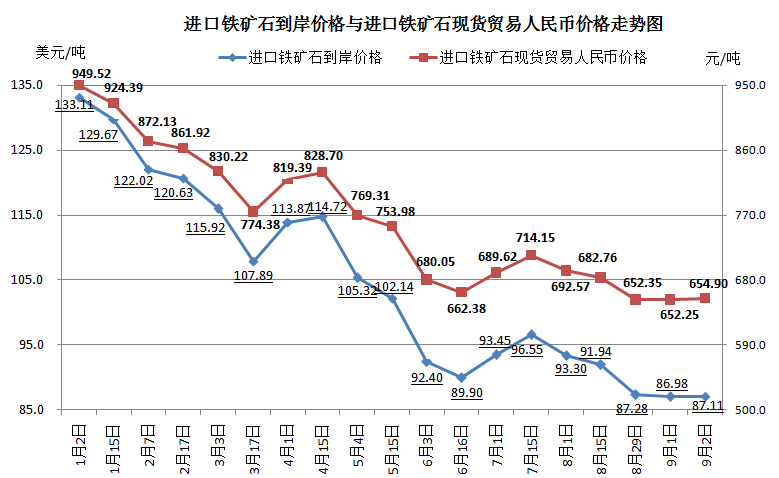 进口铁矿石到岸价格与进口铁矿石现货贸易人民币价格走势图
美元/吨
进口铁矿石到岸价格
进口铁矿石现货贸易人民币价格
元/吨
135.0
125.0
115.0
105.0
95.0
85.0
950.0
860.0
770.0
680.0
590.0
500.0
949.52
924.39
872.13
861.92
830.22
774.38
819.39
828.70
769.31
753.98
680.05
662.38
689.62
714.15
692.57
682.76
652.35
652.25
654.90
133.11
129.67
122.02
120.63
115.92
107.89
113.87
114.72
105.32
102.14
92.40
89.90
93.45
96.55
93.30
91.94
87.28
86.98
87.11
1月2日
1月15日
2月7日
2月17日
3月3日
3月17日
4月1日
4月15日
5月4日
5月15日
6月3日
6月16日
7月1日
7月15日
8月1日
8月15日
8月29日
9月1日
9月2日